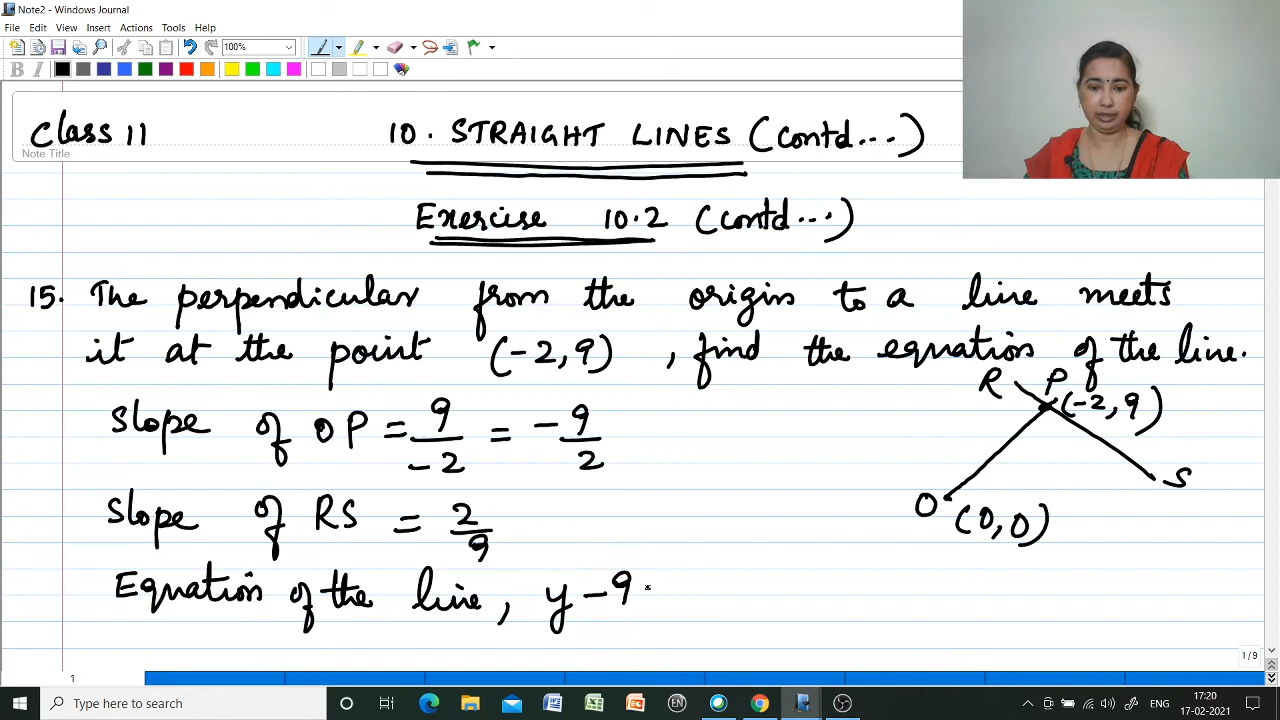 Note2 - Windows Journal
File Edit View Insert Actions Tools Help
100%
B I
Class 11 10. STRAIGHT LINES (contd...)
Note Title
Exercise 10.2 (contd...)
15. The perpendicular from the origin to a line meets
it at the point (-2, 9) , find the equation of the line.
R P (-2, 9)
Slope of OP = 9/-2 = -9/2
S
O (0, 0)
Slope of RS = 2/9
Equation of the line, y - 9
1 / 9
1
Type here to search
EN
ENG
17:20
17-02-2021